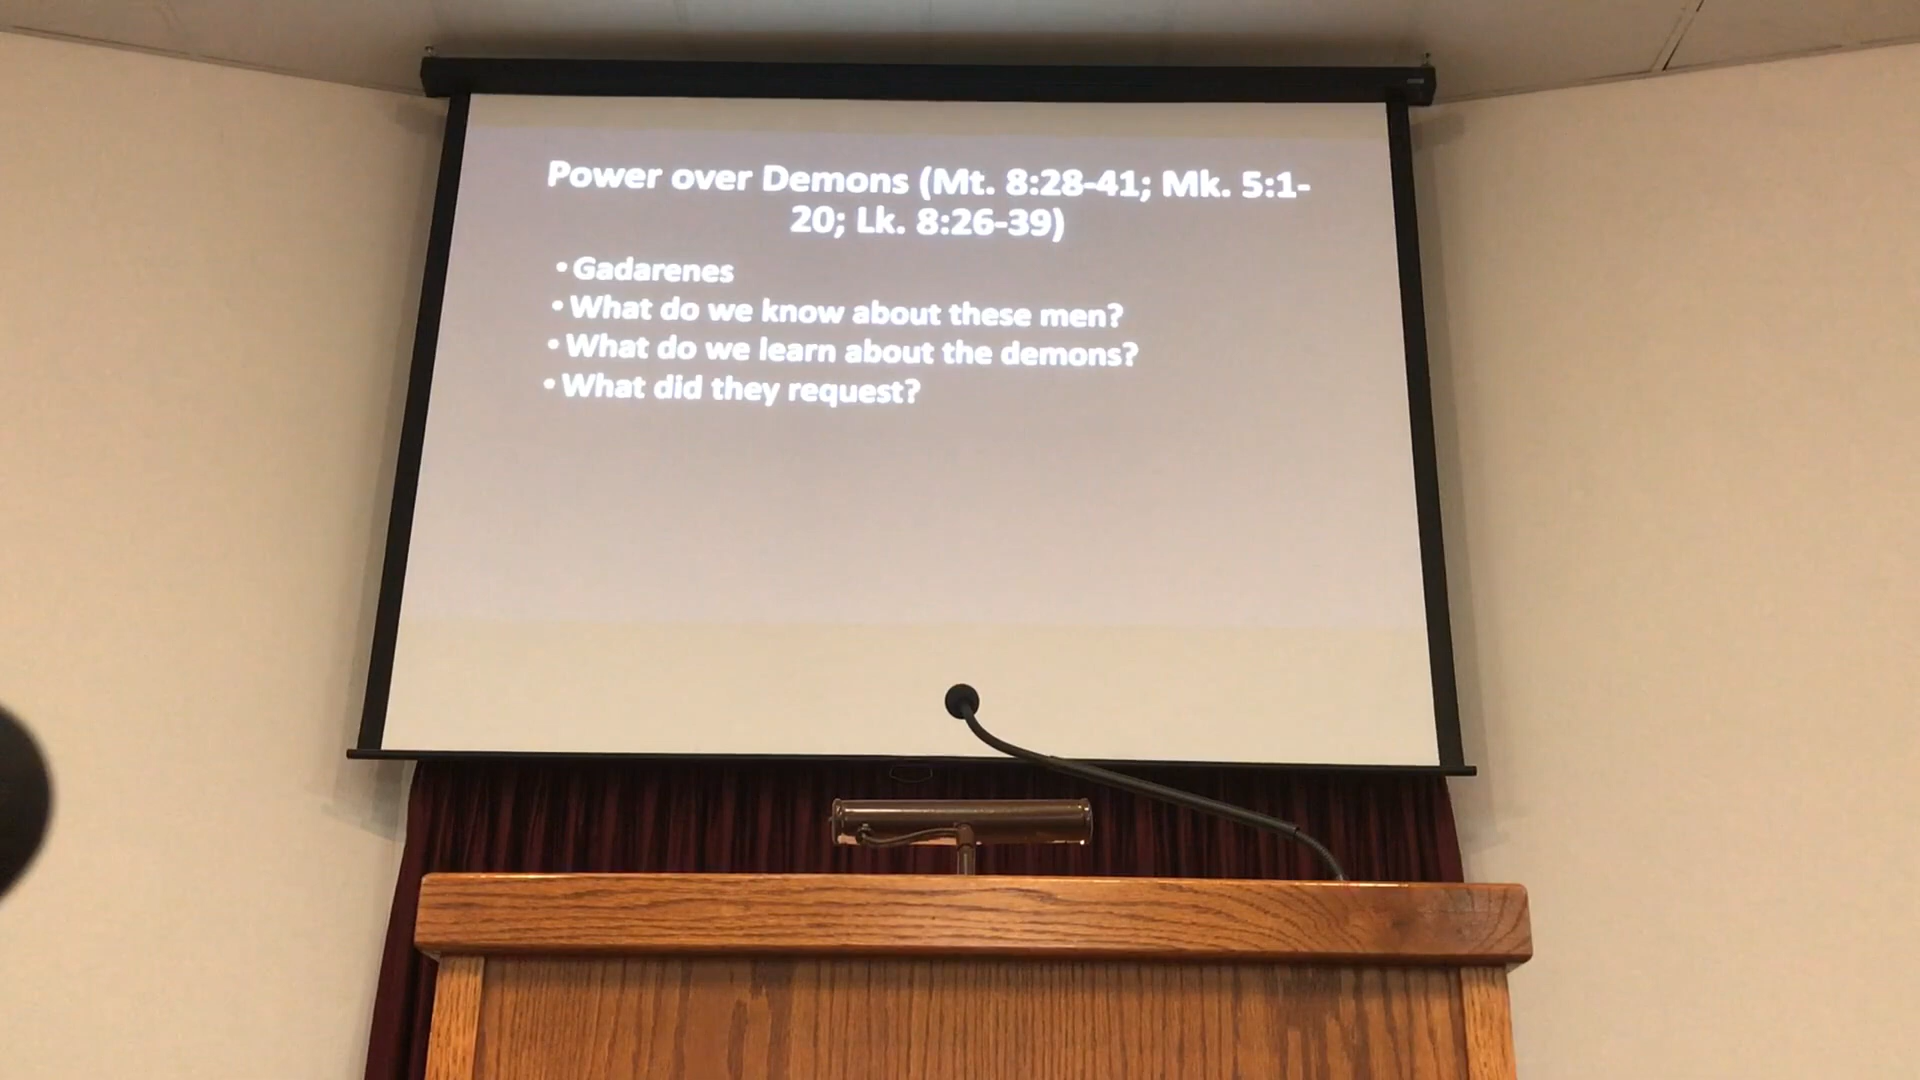 Power over Demons (Mt. 8:28-41; Mk. 5:1-
20; Lk. 8:26-39)
• Gadarenes
• What do we know about these men?
• What do we learn about the demons?
• What did they request?